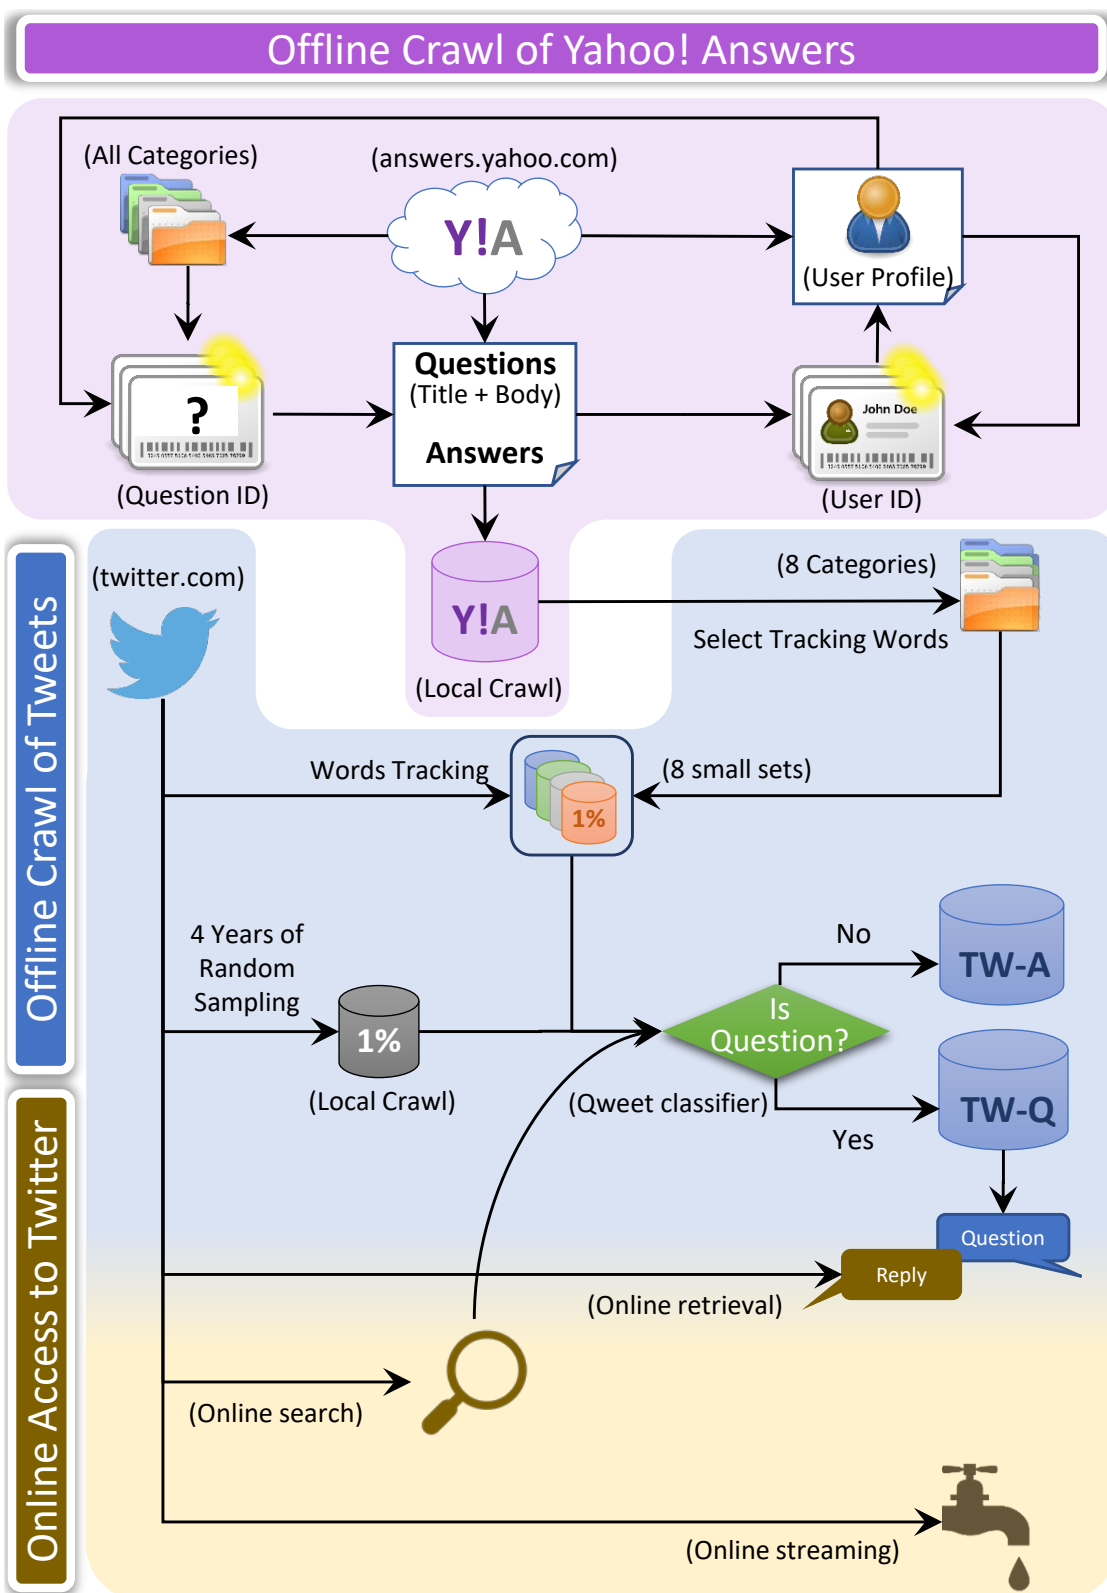 Offline Crawl of Yahoo! Answers
(All Categories)
(answers.yahoo.com)
Y!A
(User Profile)
Questions
(Title + Body)
Answers
?
(Question ID)
John Doe
(User ID)
Offline Crawl of Tweets
(twitter.com)
Y!A
(Local Crawl)
(8 Categories)
Select Tracking Words
Words Tracking
1%
(8 small sets)
4 Years of
Random
Sampling
1%
(Local Crawl)
Is
Question?
(Qweet classifier)
No
TW-A
Yes
TW-Q
Question
Reply
(Online retrieval)
Online Access to Twitter
(Online search)
(Online streaming)